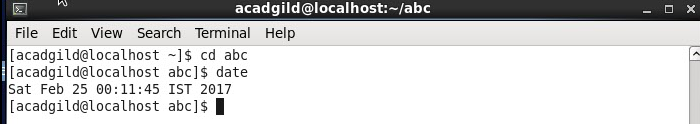 acadgild@localhost:~/abc
File Edit View Search Terminal Help
[acadgild@localhost ~]$ cd abc
[acadgild@localhost abc]$ date
Sat Feb 25 00:11:45 IST 2017
[acadgild@localhost abc]$